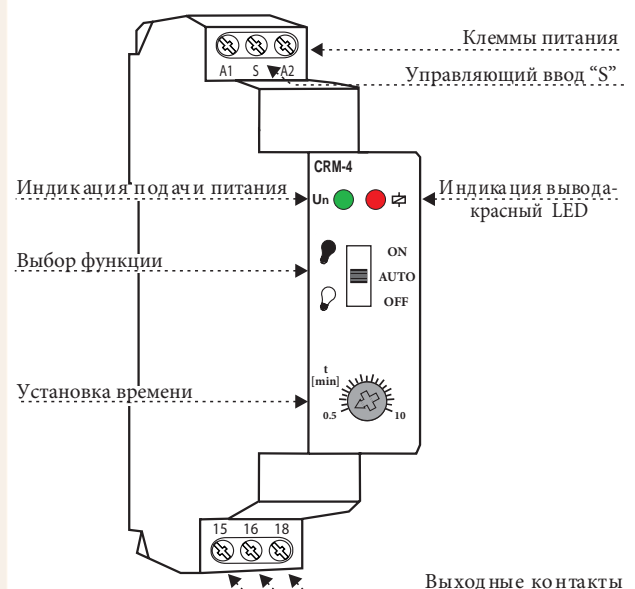 Клеммы питания
A1 S A2
Управляющий ввод “S”
CRM-4
Индикация подачи питания
Un
Индикация вывода-
красный LED
Выбор функции
ON
AUTO
OFF
t
[min]
Установка времени
0.5 10
15 16 18
Выходные контакты